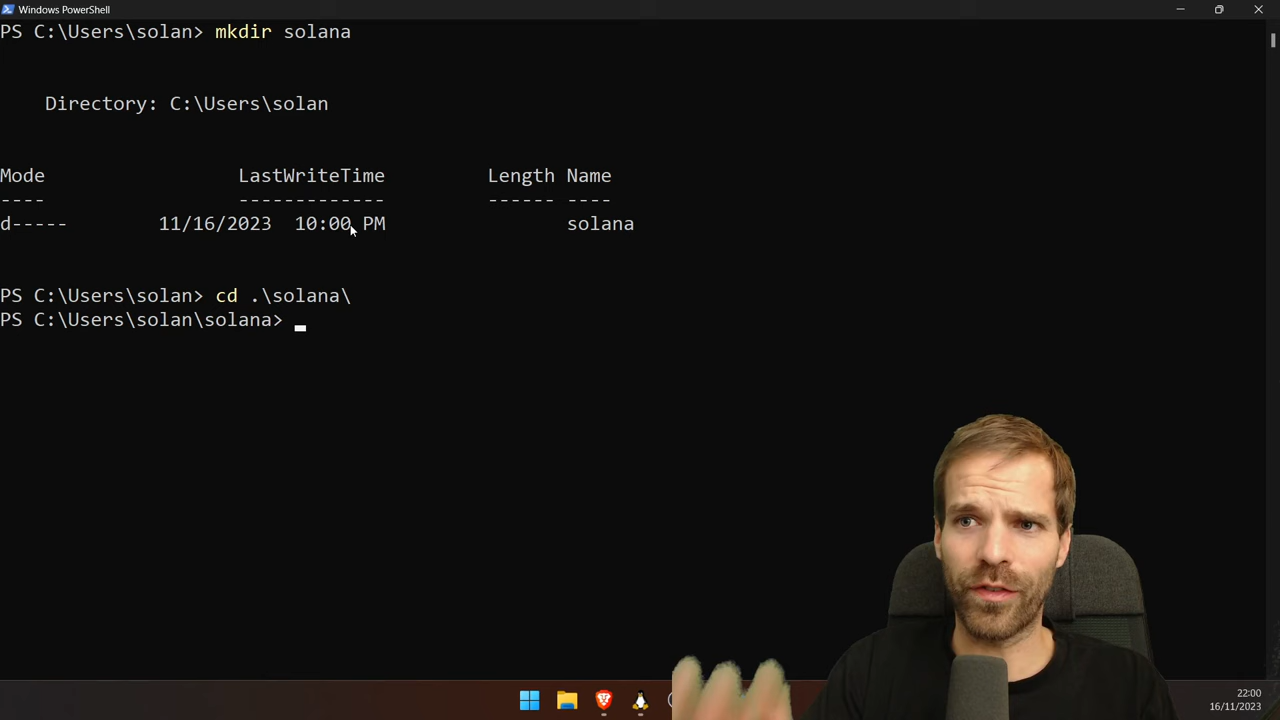 Windows PowerShell
PS C:\Users\solan> mkdir solana
Directory: C:\Users\solan
Mode LastWriteTime Length Name
---- ------------- ------ ----
d----- 11/16/2023 10:00 PM solana
PS C:\Users\solan> cd .\solana\
PS C:\Users\solan\solana>
22:00
16/11/2023